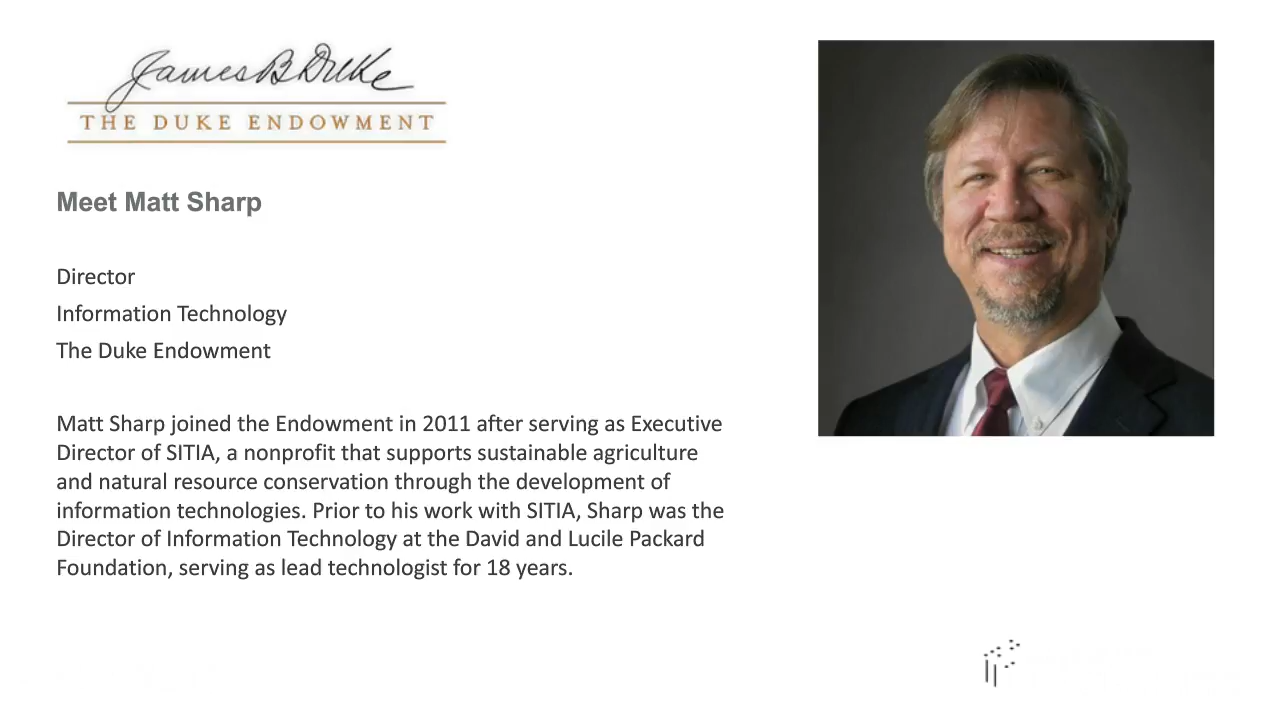 James B Duke
THE DUKE ENDOWMENT
Meet Matt Sharp
Director
Information Technology
The Duke Endowment
Matt Sharp joined the Endowment in 2011 after serving as Executive
Director of SITIA, a nonprofit that supports sustainable agriculture
and natural resource conservation through the development of
information technologies. Prior to his work with SITIA, Sharp was the
Director of Information Technology at the David and Lucile Packard
Foundation, serving as lead technologist for 18 years.